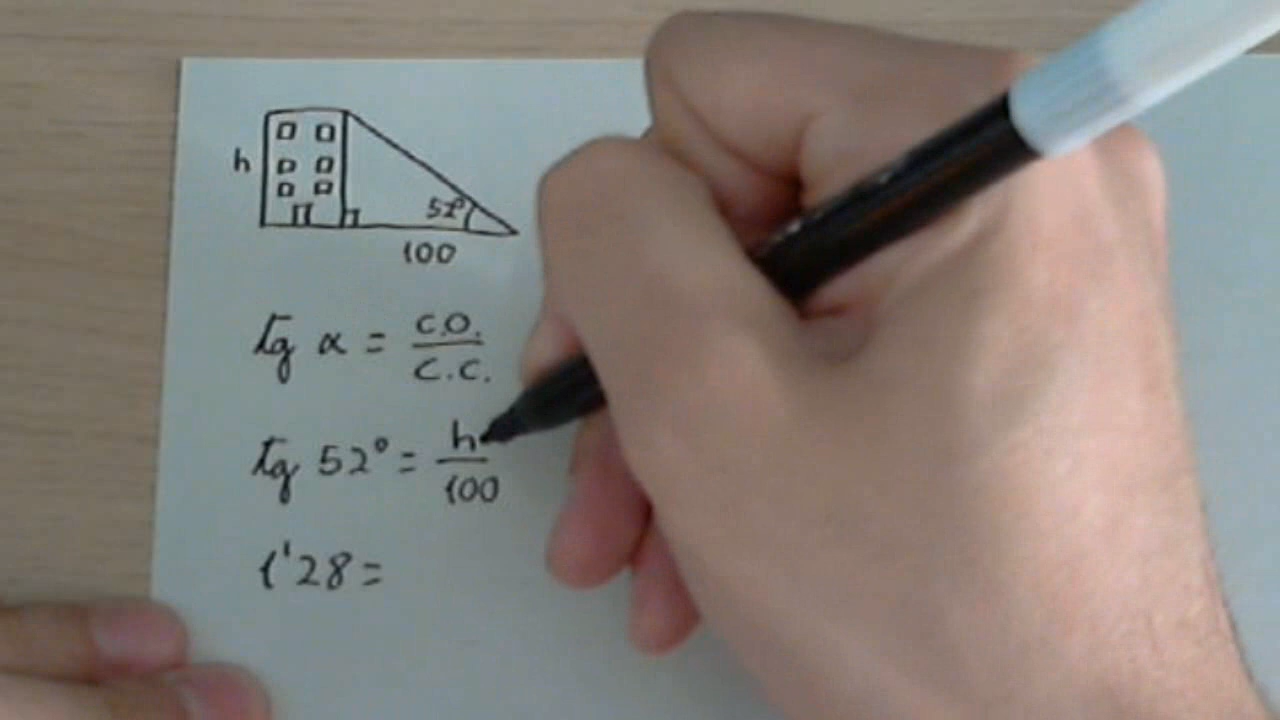 h
52°
100
tg α = c.o. / c.c.
tg 52° = h / 100
1'28 =